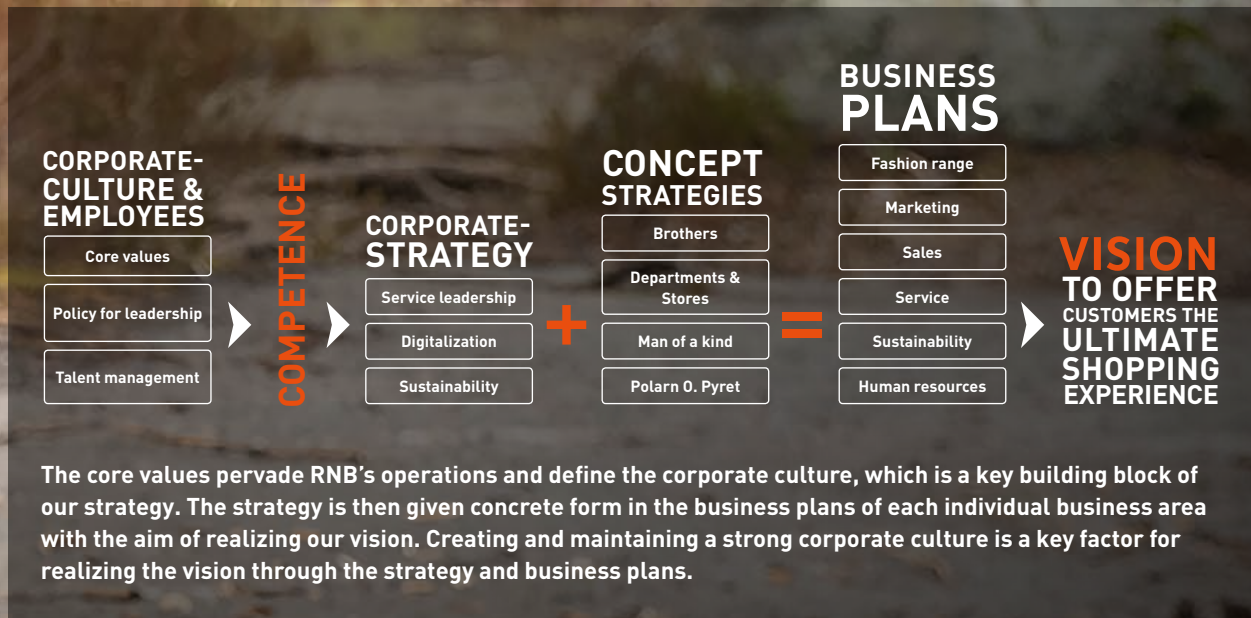 CORPORATE-
CULTURE &
EMPLOYEES
Core values
Policy for leadership
Talent management
COMPETENCE
CORPORATE-
STRATEGY
Service leadership
Digitalization
Sustainability
+
CONCEPT
STRATEGIES
Brothers
Departments &
Stores
Man of a kind
Polarn O. Pyret
=
BUSINESS
PLANS
Fashion range
Marketing
Sales
Service
Sustainability
Human resources
VISION
TO OFFER
CUSTOMERS THE
ULTIMATE
SHOPPING
EXPERIENCE
The core values pervade RNB's operations and define the corporate culture, which is a key building block of
our strategy. The strategy is then given concrete form in the business plans of each individual business area
with the aim of realizing our vision. Creating and maintaining a strong corporate culture is a key factor for
realizing the vision through the strategy and business plans.